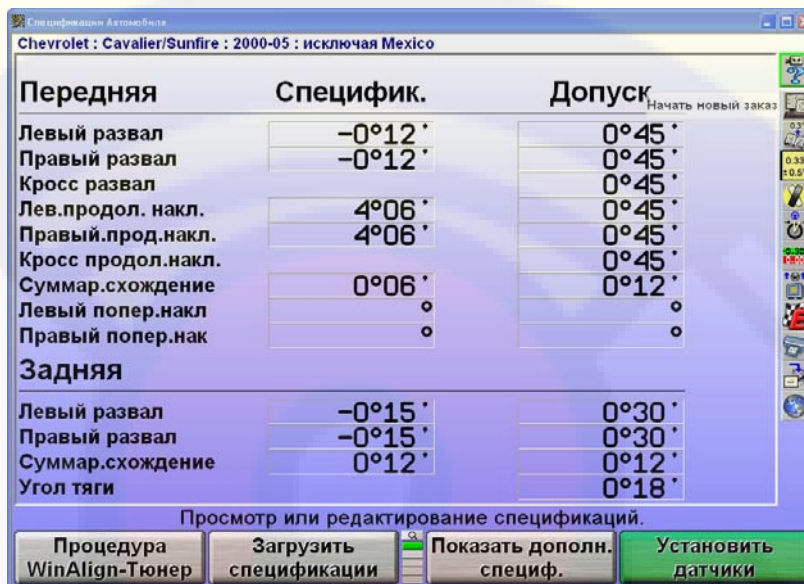 Спецификации Автомобиля
Chevrolet : Cavalier/Sunfire : 2000-05 : исключая Mexico
Передняя Специфик. Допуск
Начать новый заказ
Левый развал −0°12' 0°45'
Правый развал −0°12' 0°45'
Кросс развал 0°45'
Лев.продол. накл. 4°06' 0°45'
Правый.прод.накл. 4°06' 0°45'
Кросс продол.накл. 0°45'
Суммар.схождение 0°06' 0°12'
Левый попер.накл ° °
Правый попер.нак ° °
Задняя
Левый развал −0°15' 0°30'
Правый развал −0°15' 0°30'
Суммар.схождение 0°12' 0°12'
Угол тяги 0°18'
Просмотр или редактирование спецификаций.
Процедура WinAlign-Тюнер
Загрузить спецификации
Показать дополн. специф.
Установить датчики